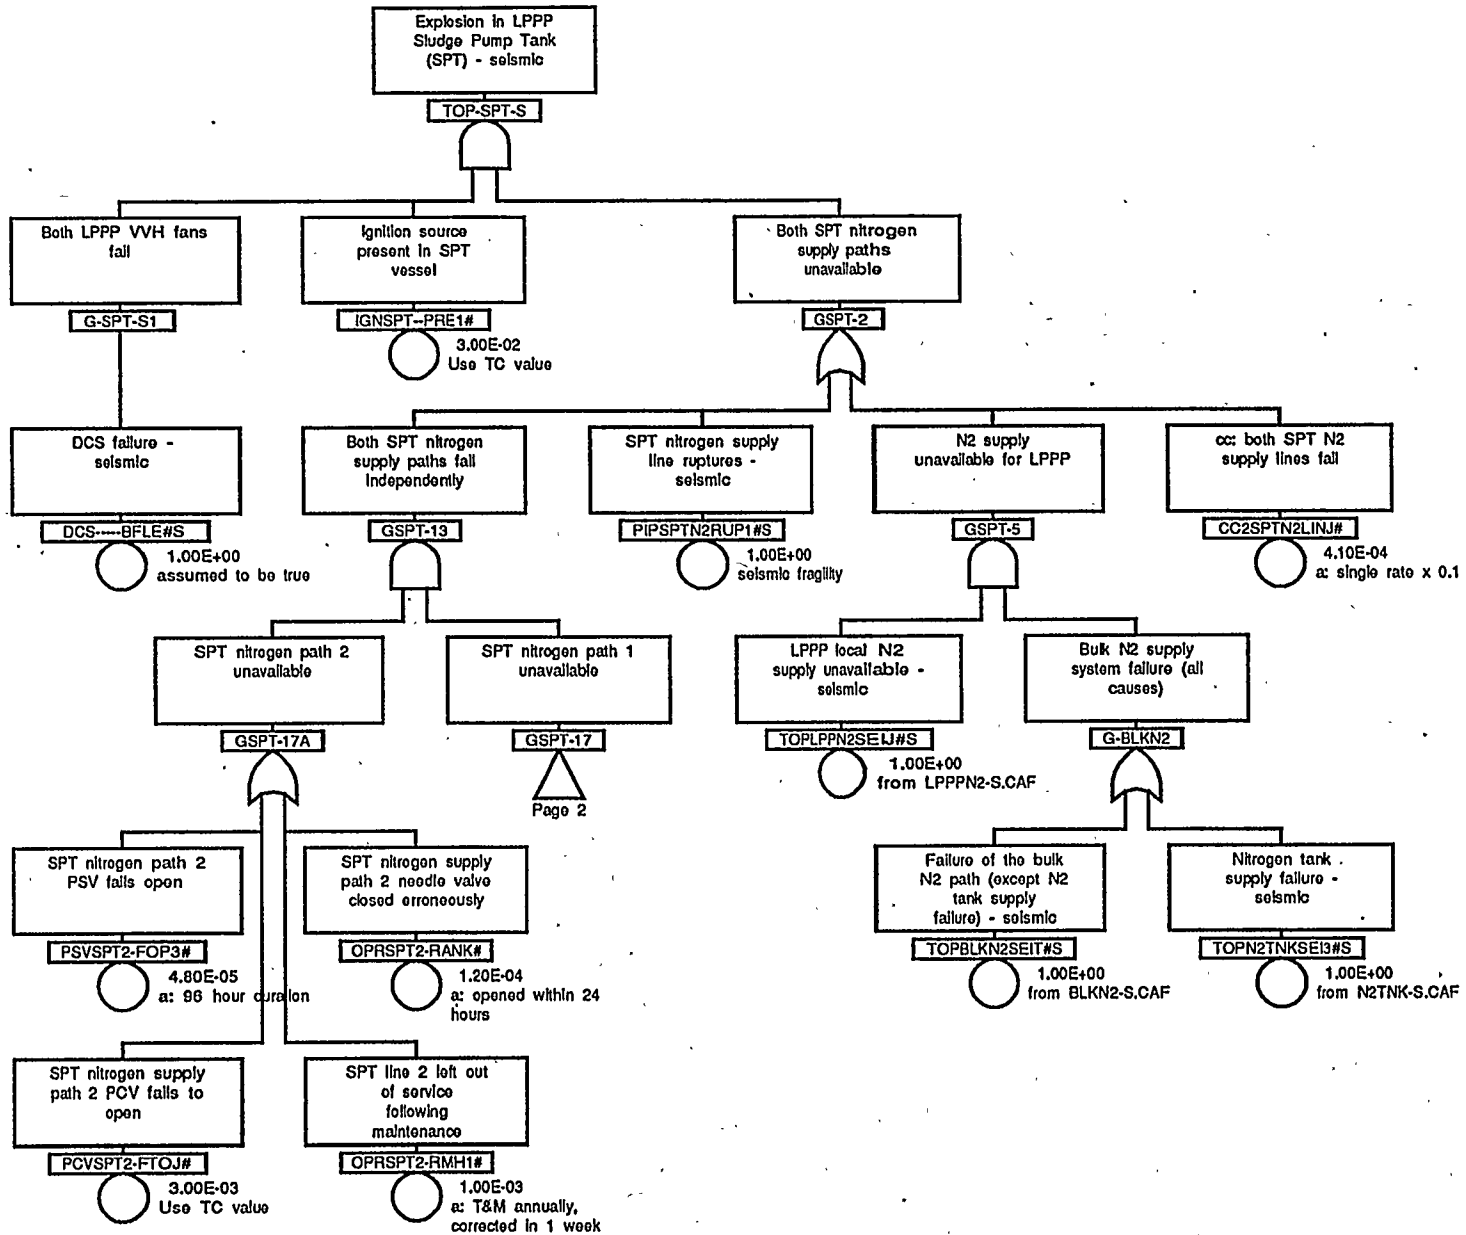 Explosion in LPPP
Sludge Pump Tank
(SPT) - seismic
TOP-SPT-S
Both LPPP VVH fans
fail
G-SPT-S1
Ignition source
present in SPT
vessel
IGNSPT--PRE1#
3.00E-02
Use TC value
Both SPT nitrogen
supply paths
unavailable
GSPT-2
DCS failure -
seismic
DCS-----BFLE#S
1.00E+00
assumed to be true
Both SPT nitrogen
supply paths fail
independently
GSPT-13
SPT nitrogen supply
line ruptures -
seismic
PIPSPTN2RUP1#S
1.00E+00
seismic fragility
N2 supply
unavailable for LPPP
GSPT-5
cc: both SPT N2
supply lines fail
CC2SPTN2LINJ#
4.10E-04
a: single rate x 0.1
SPT nitrogen path 2
unavailable
GSPT-17A
SPT nitrogen path 1
unavailable
GSPT-17
Page 2
LPPP local N2
supply unavailable -
seismic
TOPLPPN2SEIJ#S
1.00E+00
from LPPPN2-S.CAF
Bulk N2 supply
system failure (all
causes)
G-BLKN2
SPT nitrogen path 2
PSV fails open
PSVSPT2-FOP3#
4.80E-05
a: 96 hour duration
SPT nitrogen supply
path 2 needle valve
closed erroneously
OPRSPT2-RANK#
1.20E-04
a: opened within 24
hours
Failure of the bulk
N2 path (except N2
tank supply
failure) - seismic
TOPBLKN2SEIT#S
1.00E+00
from BLKN2-S.CAF
Nitrogen tank
supply failure -
seismic
TOPN2TNKSEI3#S
1.00E+00
from N2TNK-S.CAF
SPT nitrogen supply
path 2 PCV fails to
open
PCVSPT2-FTOJ#
3.00E-03
Use TC value
SPT line 2 left out
of service
following
maintenance
OPRSPT2-RMH1#
1.00E-03
a: T&M annually,
corrected in 1 week